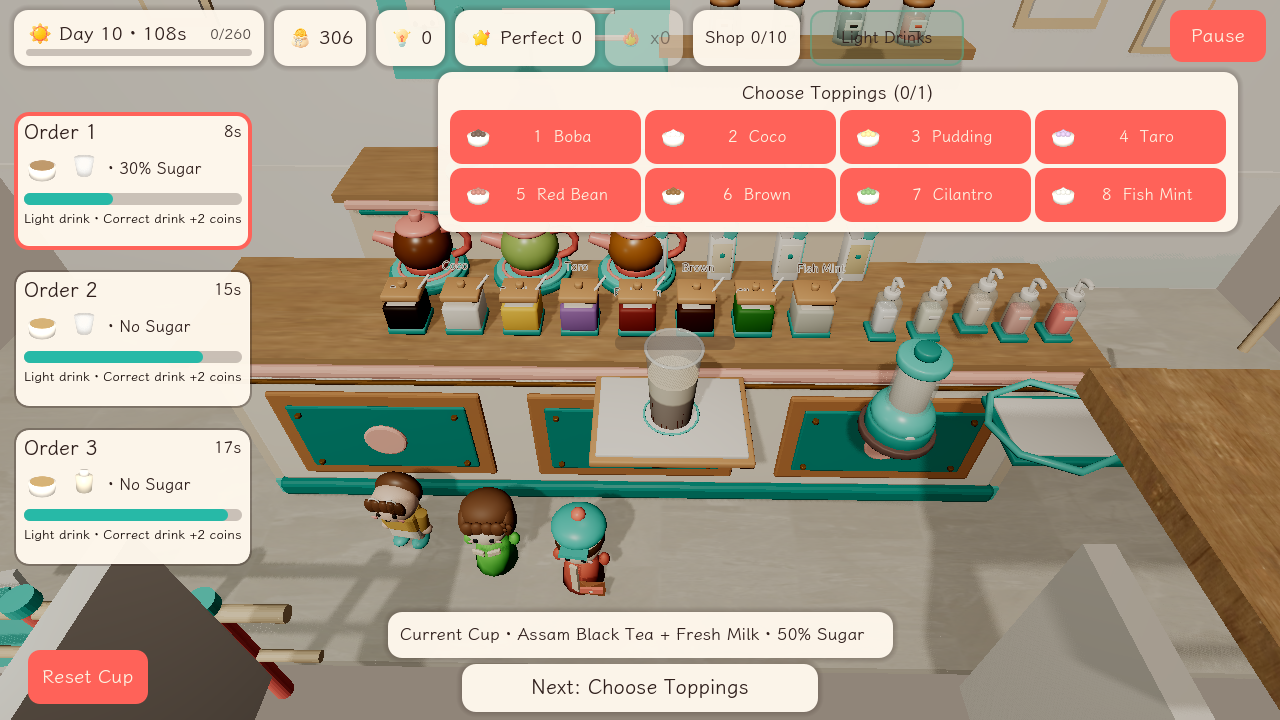 Day 10 • 108s 0/260
306
0
Perfect 0
x0
Shop 0/10
Light Drinks
Pause
Choose Toppings (0/1)
1 Boba
2 Coco
3 Pudding
4 Taro
5 Red Bean
6 Brown
7 Cilantro
8 Fish Mint
Order 1 8s
• 30% Sugar
Light drink • Correct drink +2 coins
Order 2 15s
• No Sugar
Light drink • Correct drink +2 coins
Order 3 17s
• No Sugar
Light drink • Correct drink +2 coins
Coco
Taro
Brown
Fish Mint
Current Cup • Assam Black Tea + Fresh Milk • 50% Sugar
Next: Choose Toppings
Reset Cup